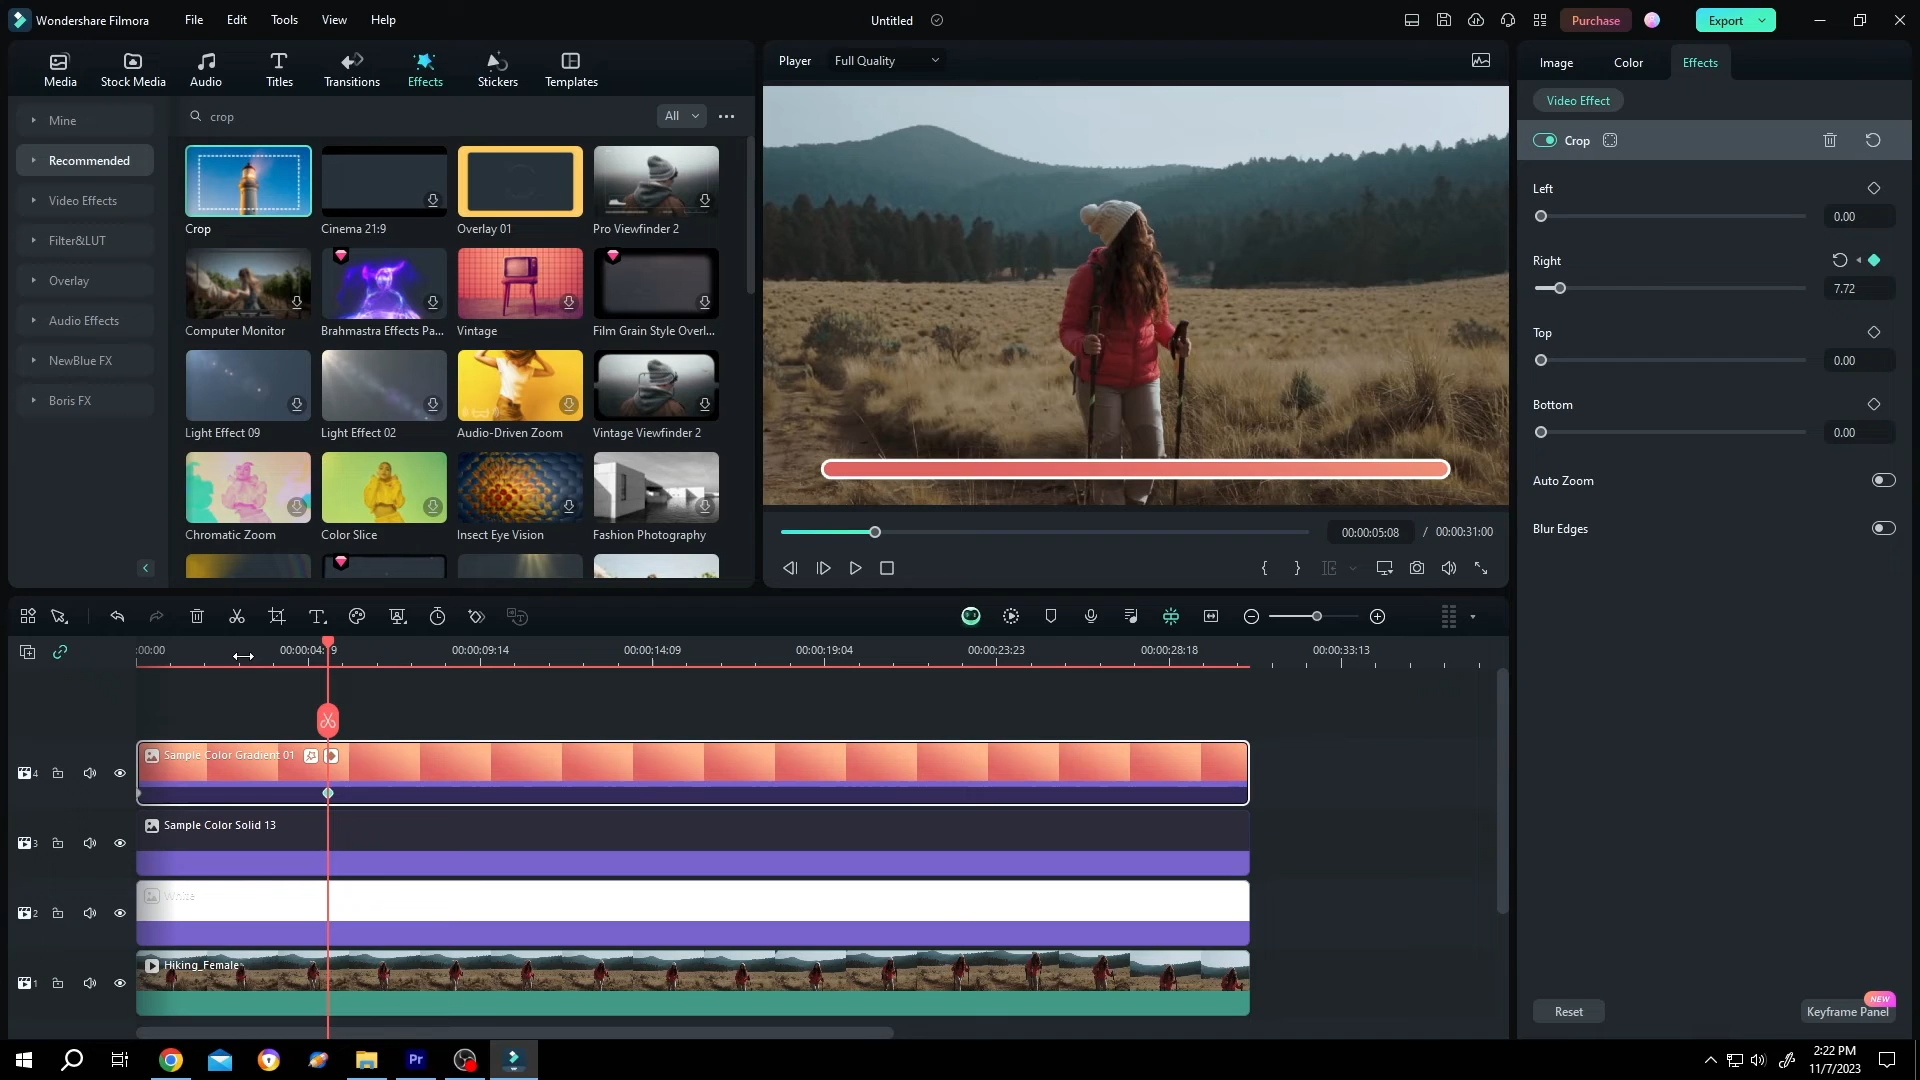 Wondershare Filmora
File
Edit
Tools
View
Help
Untitled
Purchase
Export
Media
Stock Media
Audio
Titles
Transitions
Effects
Stickers
Templates
Player
Full Quality
Image
Color
Effects
Video Effect
Mine
Recommended
Video Effects
Filter&LUT
Overlay
Audio Effects
NewBlue FX
Boris FX
crop
All
Crop
Cinema 21:9
Overlay 01
Pro Viewfinder 2
Computer Monitor
Brahmastra Effects Pa...
Vintage
Film Grain Style Overl...
Light Effect 09
Light Effect 02
Audio-Driven Zoom
Vintage Viewfinder 2
Chromatic Zoom
Color Slice
Insect Eye Vision
Fashion Photography
00:00:05:08
/
00:00:31:00
Crop
Left
0.00
Right
7.72
Top
0.00
Bottom
0.00
Auto Zoom
Blur Edges
Reset
NEW
Keyframe Panel
:00:00
00:00:09:14
00:00:14:09
00:00:19:04
00:00:23:23
00:00:28:18
00:00:33:13
4
Sample Color Gradient 01
3
Sample Color Solid 13
2
White
1
Hiking_Female
Pr
2:22 PM
11/7/2023